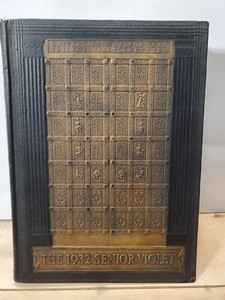 THE 1932 SENIOR VIOLET